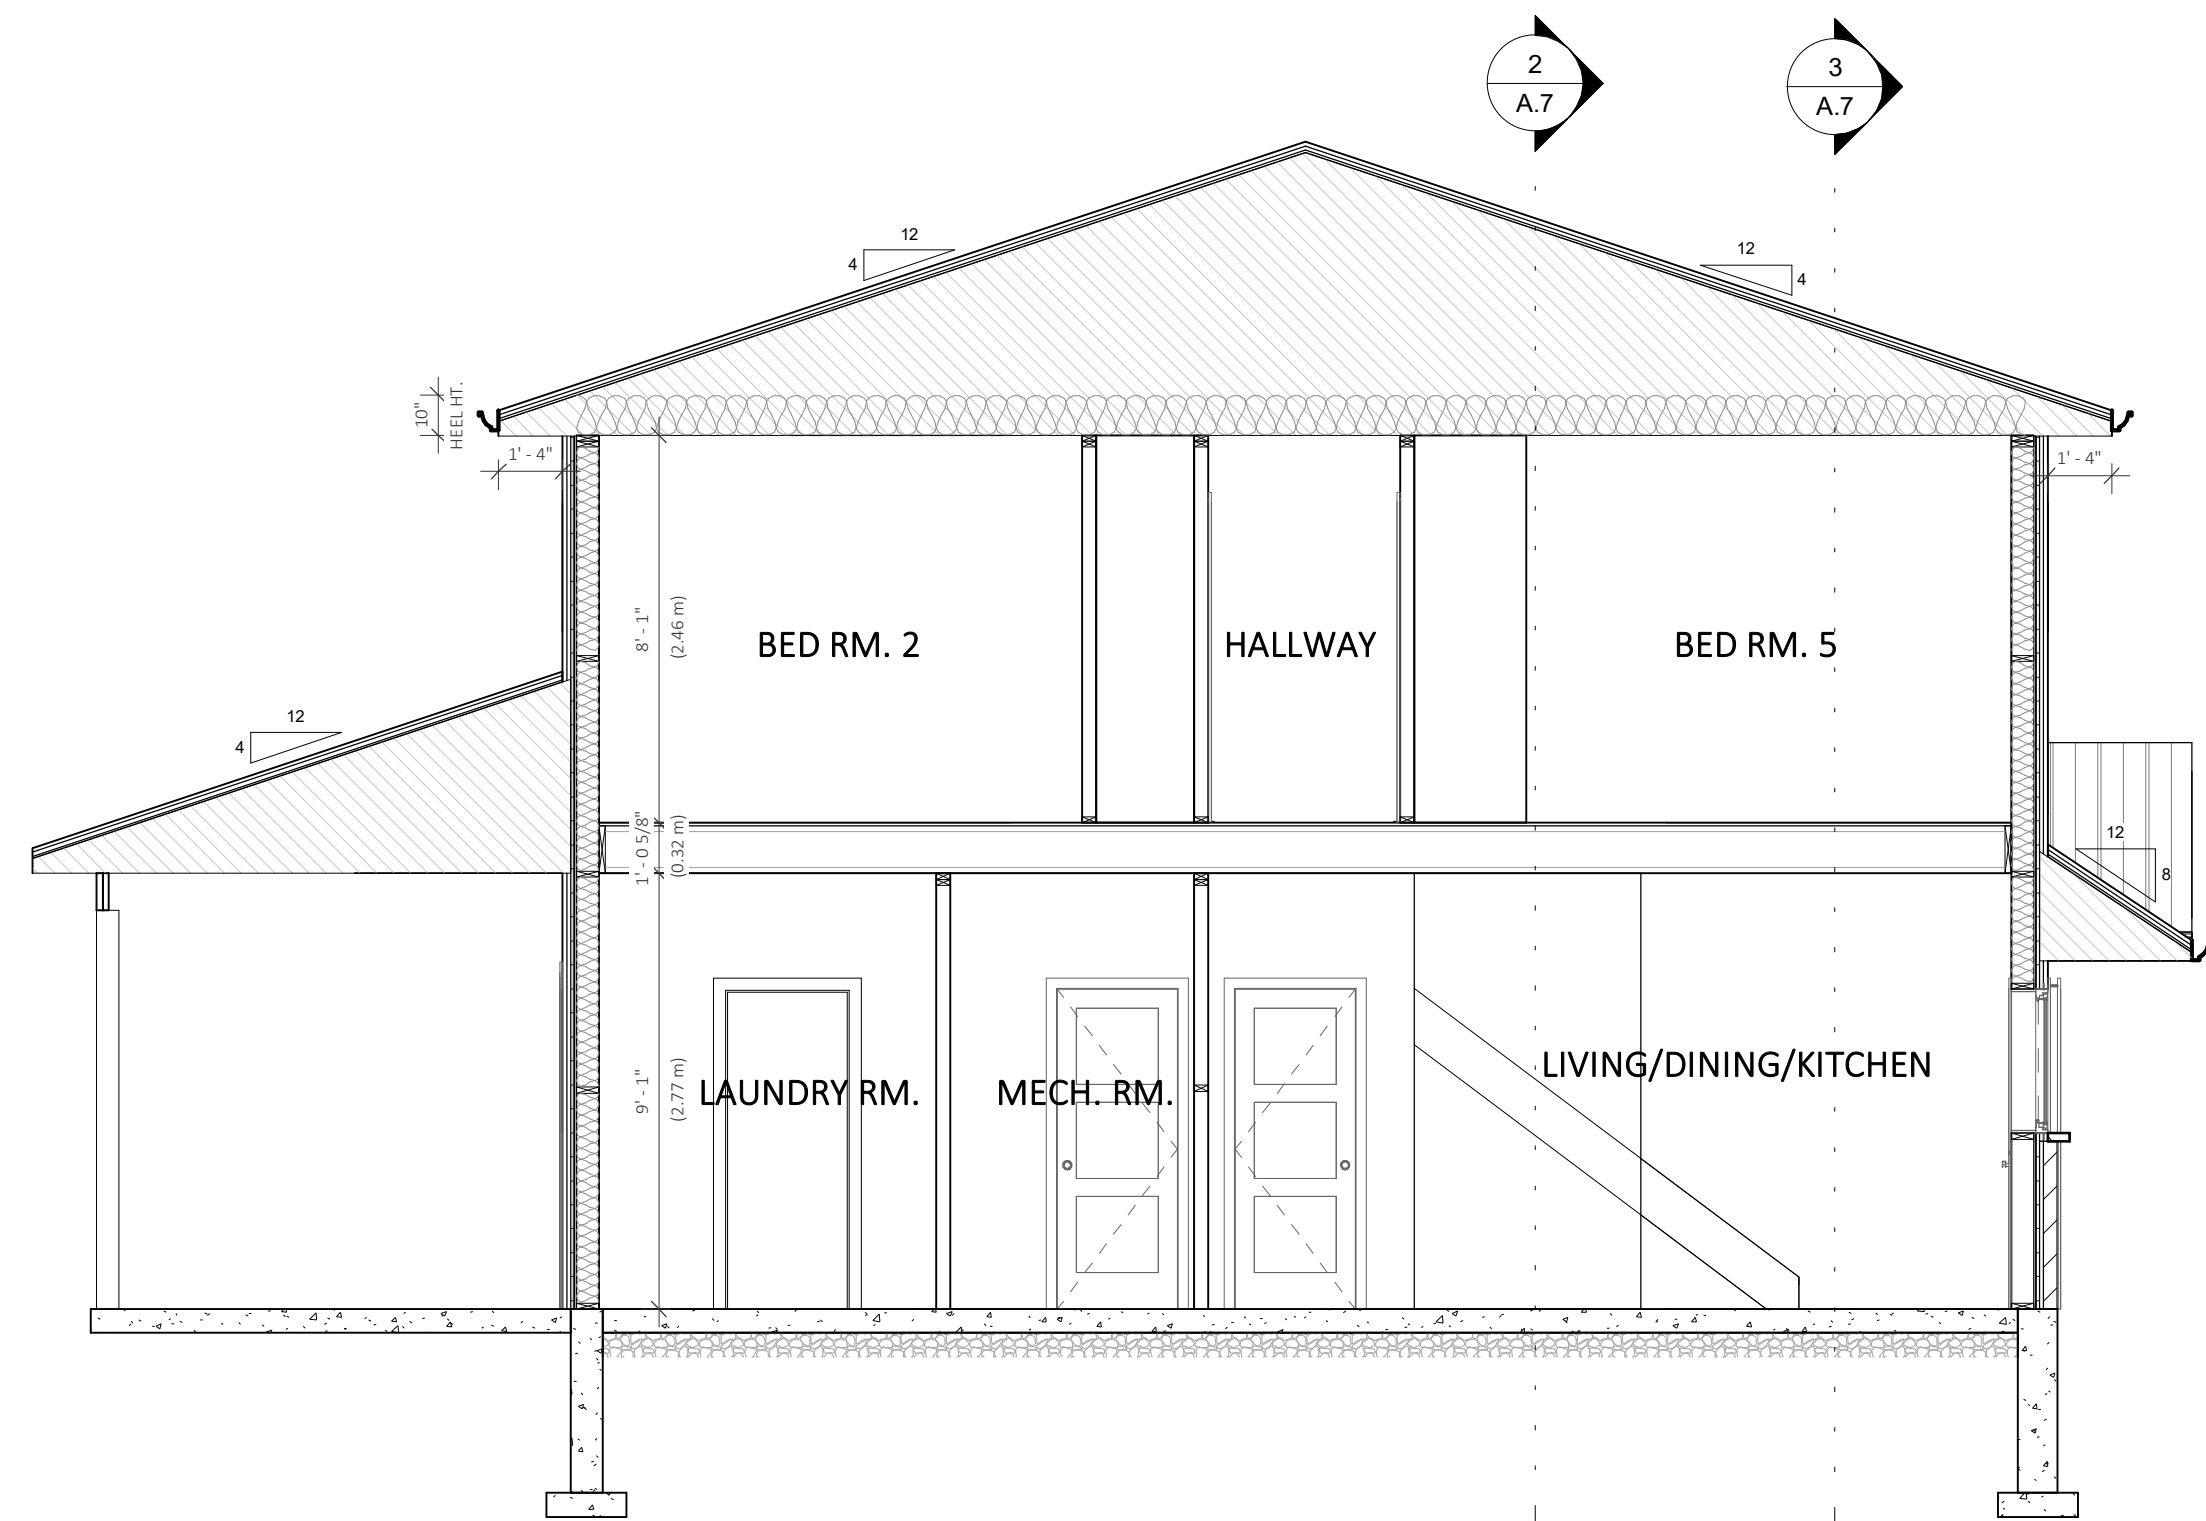 2
A.7
3
A.7
12
4
12
4
10"
HEEL HT.
1' - 4"
1' - 4"
8' - 1"
(2.46 m)
BED RM. 2
HALLWAY
BED RM. 5
12
4
1' - 0 5/8"
(0.32 m)
12
8
9' - 1"
(2.77 m)
LAUNDRY RM.
MECH. RM.
LIVING/DINING/KITCHEN